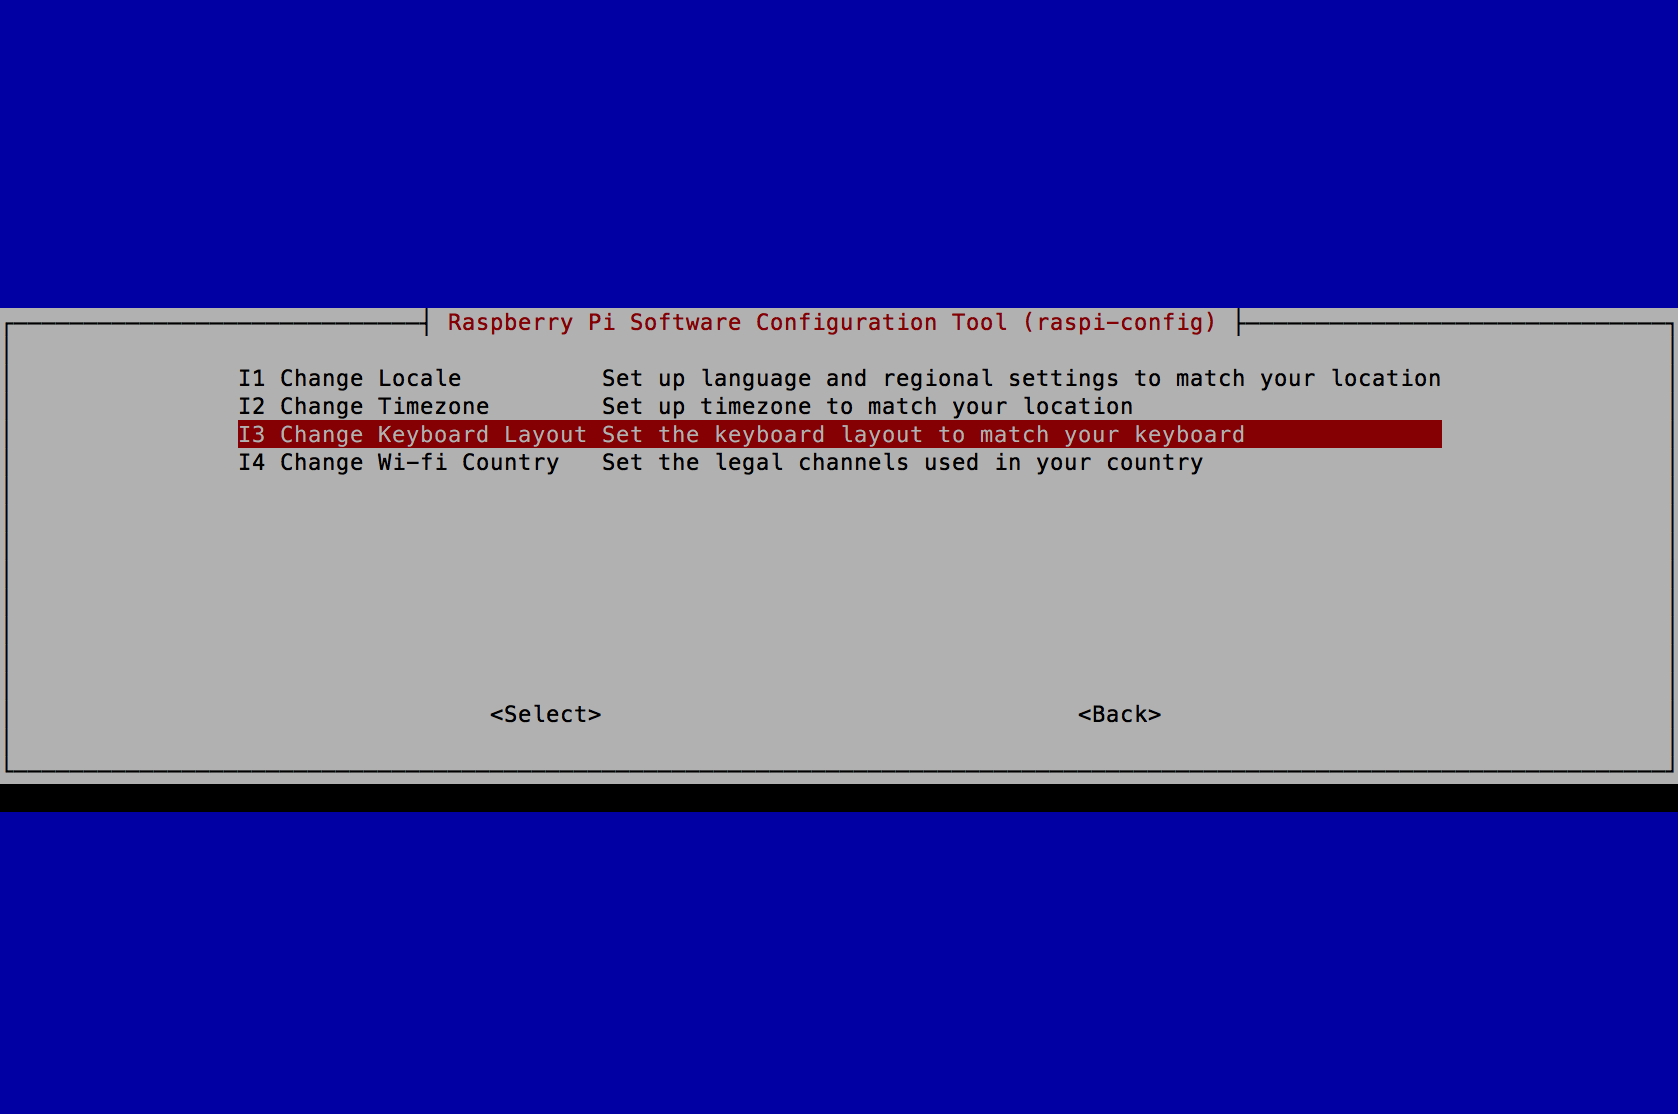 Raspberry Pi Software Configuration Tool (raspi-config)
I1 Change Locale Set up language and regional settings to match your location
I2 Change Timezone Set up timezone to match your location
I3 Change Keyboard Layout Set the keyboard layout to match your keyboard
I4 Change Wi-fi Country Set the legal channels used in your country
<Select> <Back>